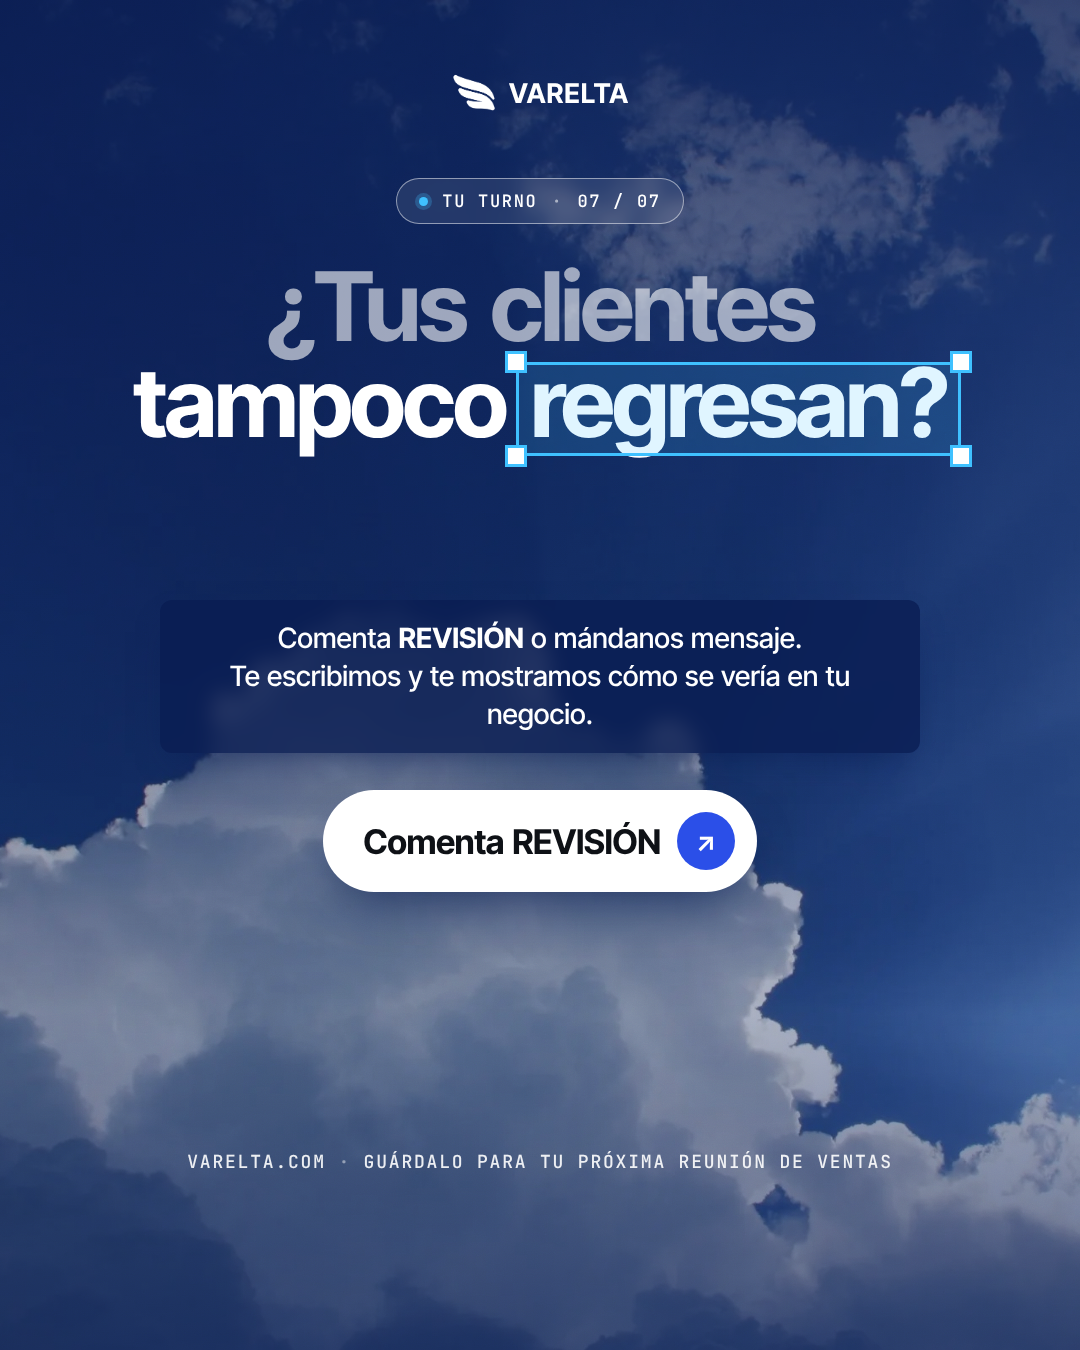 VARELTA
TU TURNO · 07 / 07
¿Tus clientes
tampoco regresan?
Comenta REVISIÓN o mándanos mensaje.
Te escribimos y te mostramos cómo se vería en tu
negocio.
Comenta REVISIÓN
VARELTA.COM · GUÁRDALO PARA TU PRÓXIMA REUNIÓN DE VENTAS